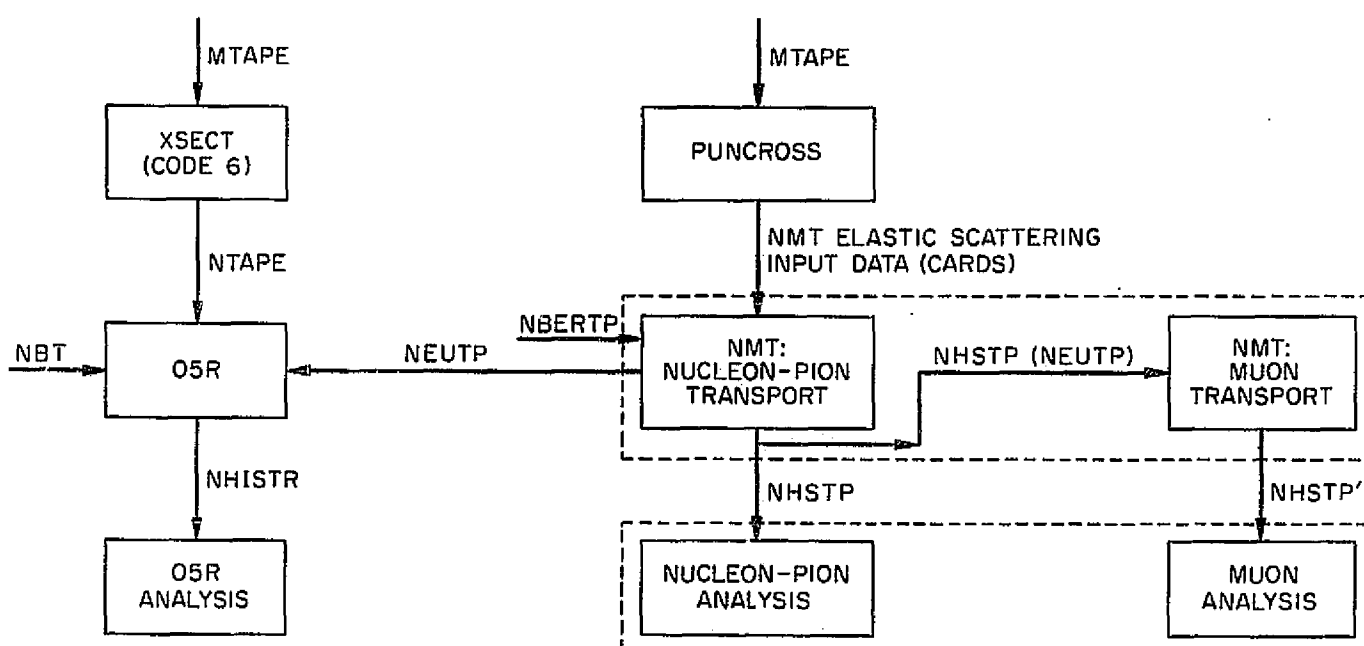 MTAPE
MTAPE
XSECT
(CODE 6)
PUNCROSS
NTAPE
NMT ELASTIC SCATTERING
INPUT DATA (CARDS)
NBT
O5R
NEUTP
NBERTP
NMT:
NUCLEON-PION
TRANSPORT
NHSTP (NEUTP)
NMT:
MUON
TRANSPORT
NHISTR
NHSTP
NHSTP'
O5R
ANALYSIS
NUCLEON-PION
ANALYSIS
MUON
ANALYSIS